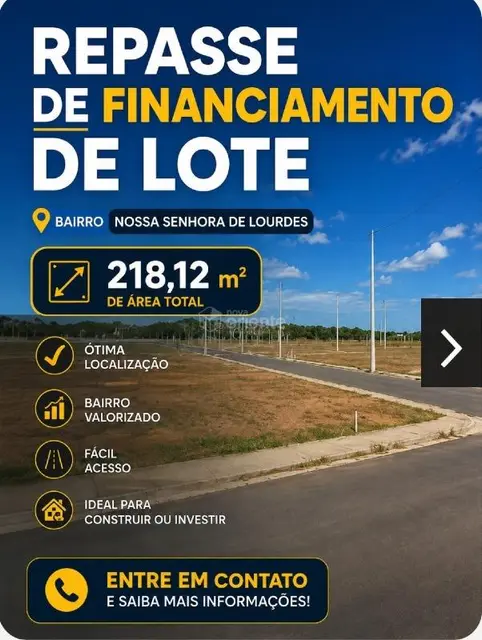 REPASSE
DE FINANCIAMENTO
DE LOTE
BAIRRO NOSSA SENHORA DE LOURDES
218,12 m²
DE ÁREA TOTAL
oriente
ÓTIMA
LOCALIZAÇÃO
BAIRRO
VALORIZADO
FÁCIL
ACESSO
IDEAL PARA
CONSTRUIR OU INVESTIR
ENTRE EM CONTATO
E SAIBA MAIS INFORMAÇÕES!